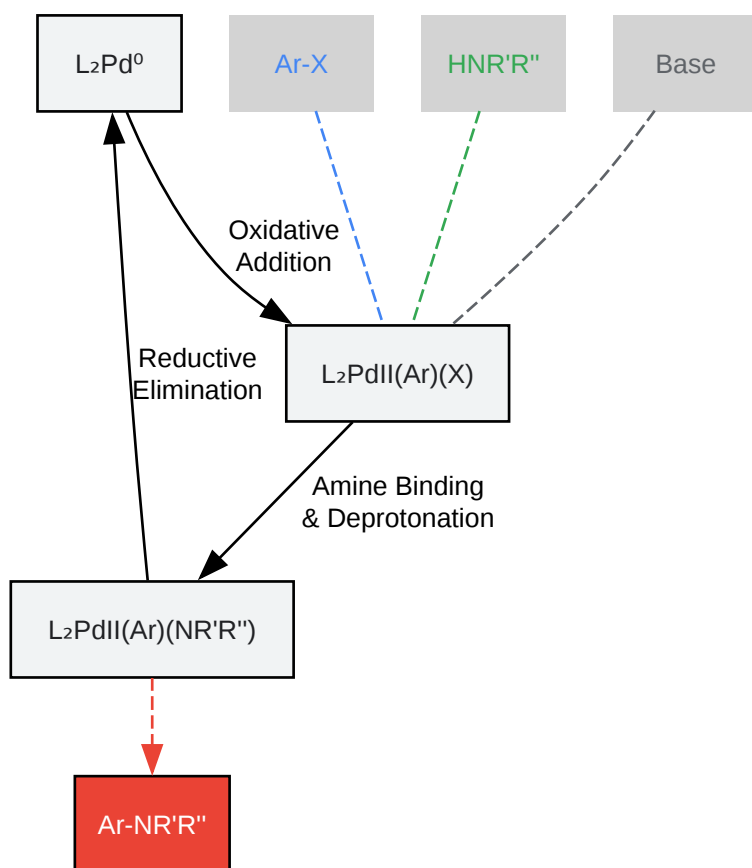 L₂Pd⁰
Ar-X
HNR'R''
Base
Oxidative
Addition
Reductive
Elimination
L₂PdII(Ar)(X)
Amine Binding
& Deprotonation
L₂PdII(Ar)(NR'R'')
Ar-NR'R''